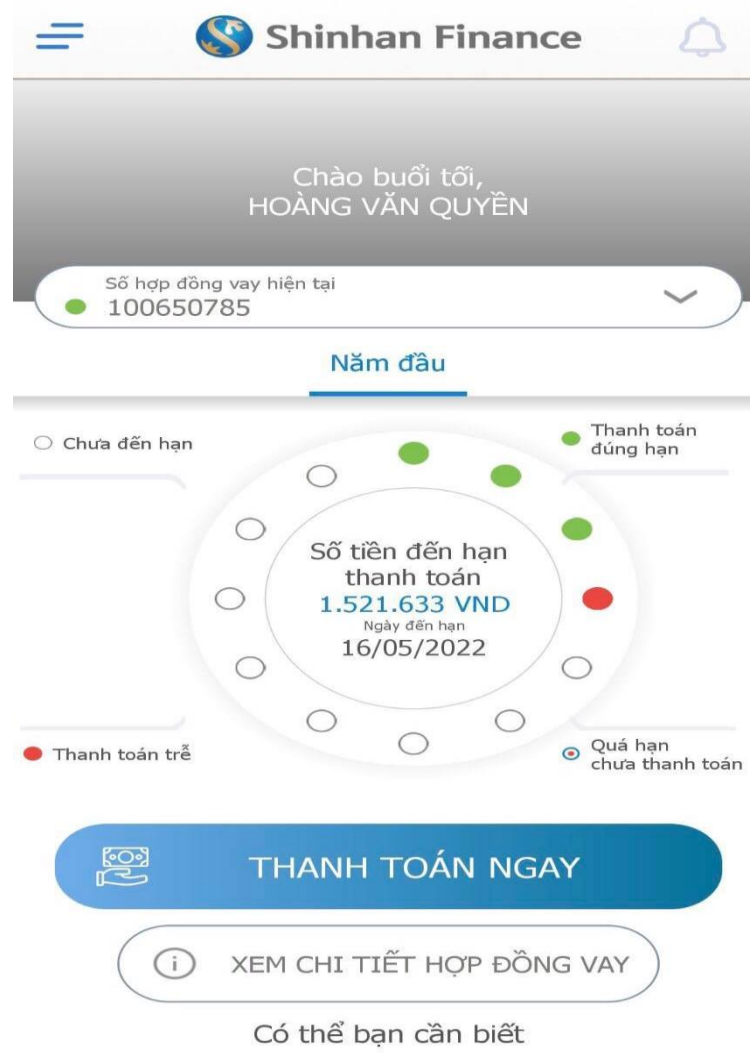 Shinhan Finance
Chào buổi tối,
HOÀNG VĂN QUYỀN
Số hợp đồng vay hiện tại
100650785
Năm đầu
Chưa đến hạn
Thanh toán
đúng hạn
Số tiền đến hạn
thanh toán
1.521.633 VND
Ngày đến hạn
16/05/2022
Thanh toán trễ
Quá hạn
chưa thanh toán
THANH TOÁN NGAY
XEM CHI TIẾT HỢP ĐỒNG VAY
Có thể bạn cần biết